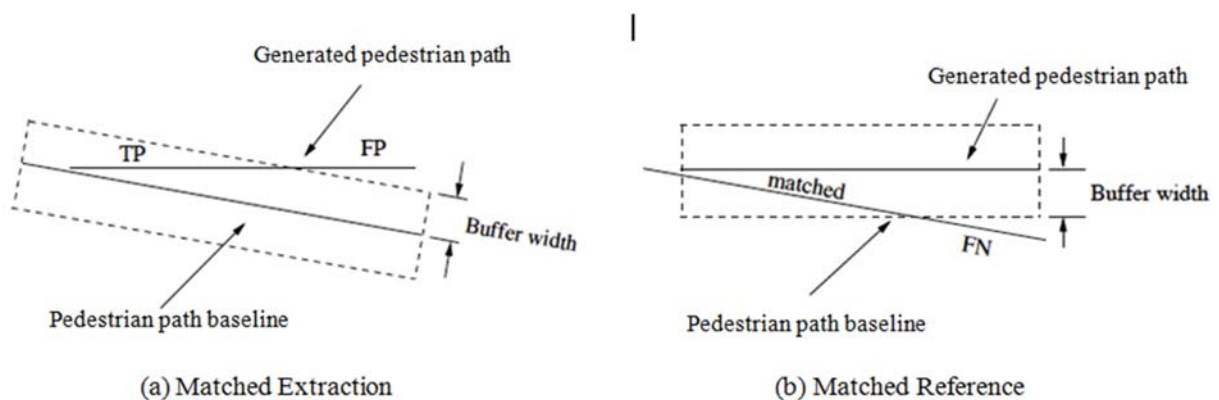 Generated pedestrian path
TP
FP
Buffer width
Pedestrian path baseline
(a) Matched Extraction
Generated pedestrian path
matched
Buffer width
FN
Pedestrian path baseline
(b) Matched Reference